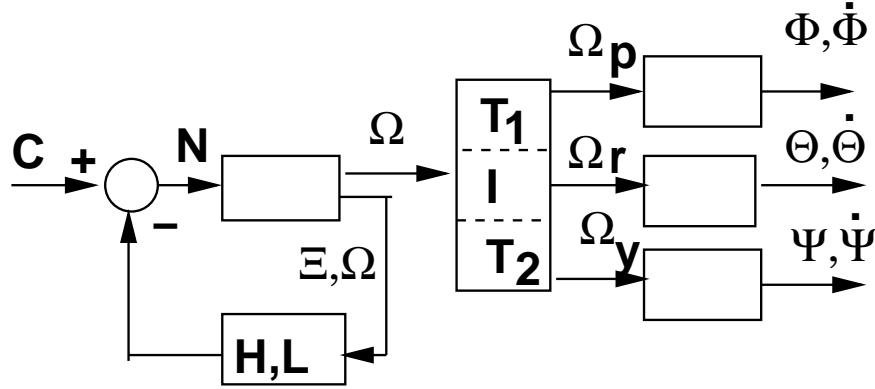 Ω p
Φ, Φ̇
C + N Ω T1
Ω r
Θ, Θ̇
I
−
Ξ, Ω
T2
Ω y
Ψ, Ψ̇
H,L